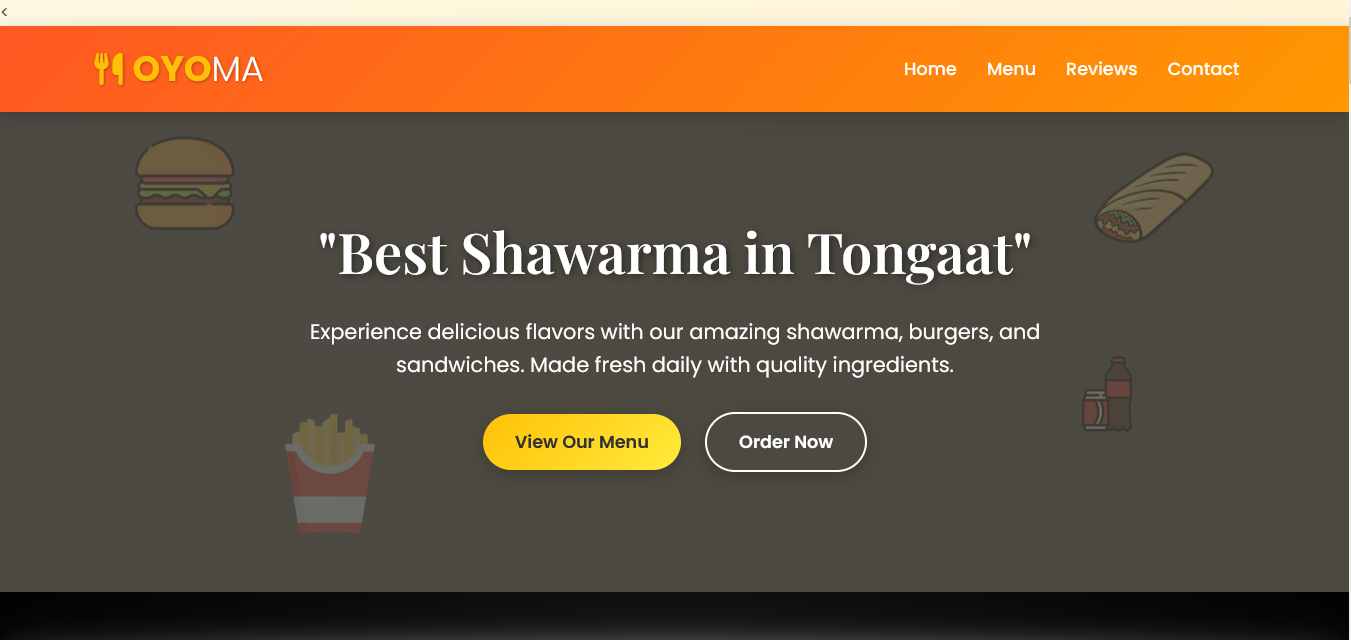 <
OYOMA
Home Menu Reviews Contact
"Best Shawarma in Tongaat"
Experience delicious flavors with our amazing shawarma, burgers, and
sandwiches. Made fresh daily with quality ingredients.
View Our Menu Order Now